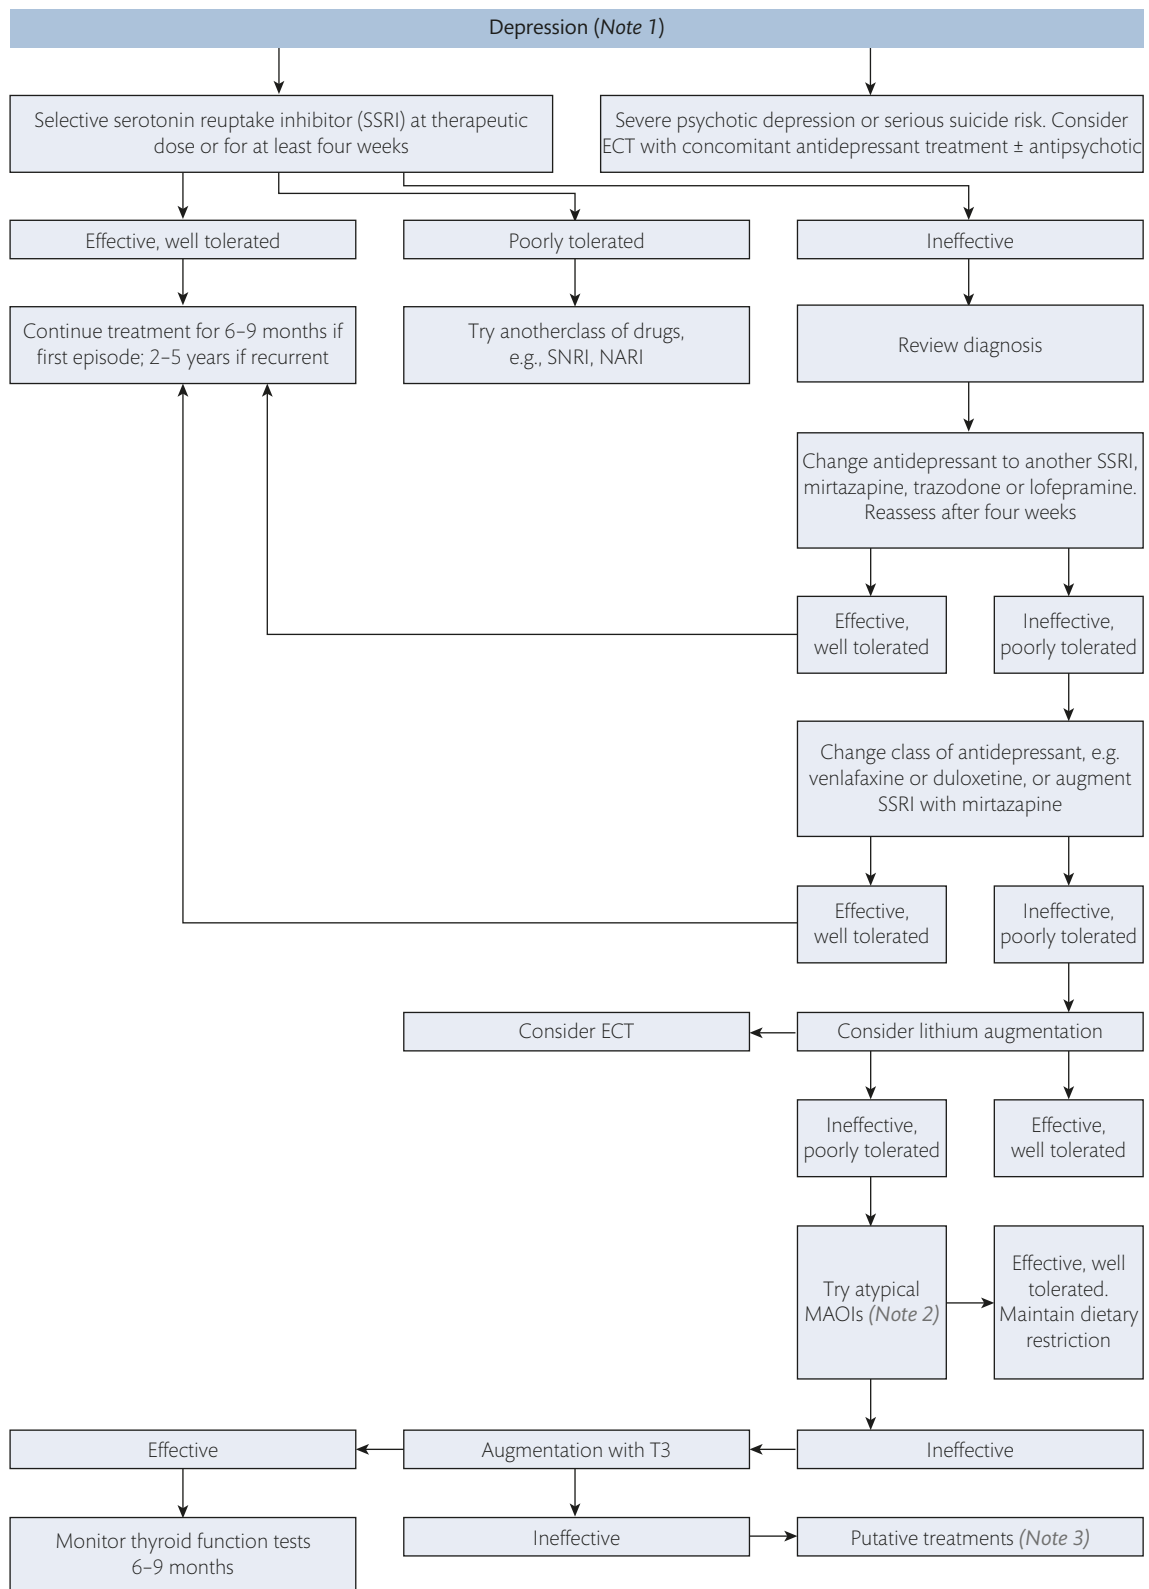 Depression (Note 1)
Selective serotonin reuptake inhibitor (SSRI) at therapeutic
dose or for at least four weeks
Severe psychotic depression or serious suicide risk. Consider
ECT with concomitant antidepressant treatment ± antipsychotic
Effective, well tolerated
Poorly tolerated
Ineffective
Continue treatment for 6–9 months if
first episode; 2–5 years if recurrent
Try anotherclass of drugs,
e.g., SNRI, NARI
Review diagnosis
Change antidepressant to another SSRI,
mirtazapine, trazodone or lofepramine.
Reassess after four weeks
Effective,
well tolerated
Ineffective,
poorly tolerated
Change class of antidepressant, e.g.
venlafaxine or duloxetine, or augment
SSRI with mirtazapine
Effective,
well tolerated
Ineffective,
poorly tolerated
Consider ECT
Consider lithium augmentation
Ineffective,
poorly tolerated
Effective,
well tolerated
Try atypical
MAOIs (Note 2)
Effective, well
tolerated.
Maintain dietary
restriction
Effective
Augmentation with T3
Ineffective
Monitor thyroid function tests
6–9 months
Ineffective
Putative treatments (Note 3)